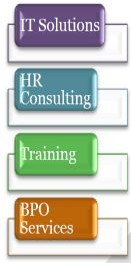 IT Solutions
HR
Consulting
Training
BPO
Services